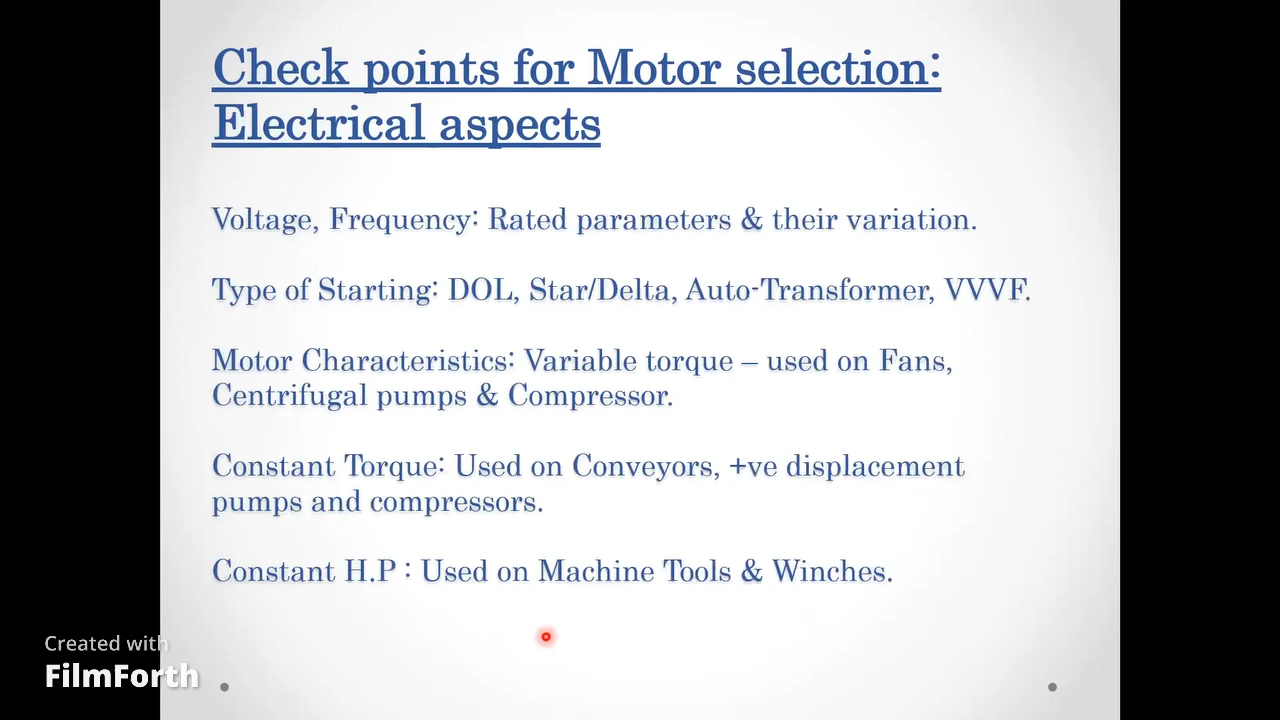 Check points for Motor selection:
Electrical aspects
Voltage, Frequency: Rated parameters & their variation.
Type of Starting: DOL, Star/Delta, Auto-Transformer, VVVF.
Motor Characteristics: Variable torque – used on Fans,
Centrifugal pumps & Compressor.
Constant Torque: Used on Conveyors, +ve displacement
pumps and compressors.
Constant H.P : Used on Machine Tools & Winches.
Created with
FilmForth